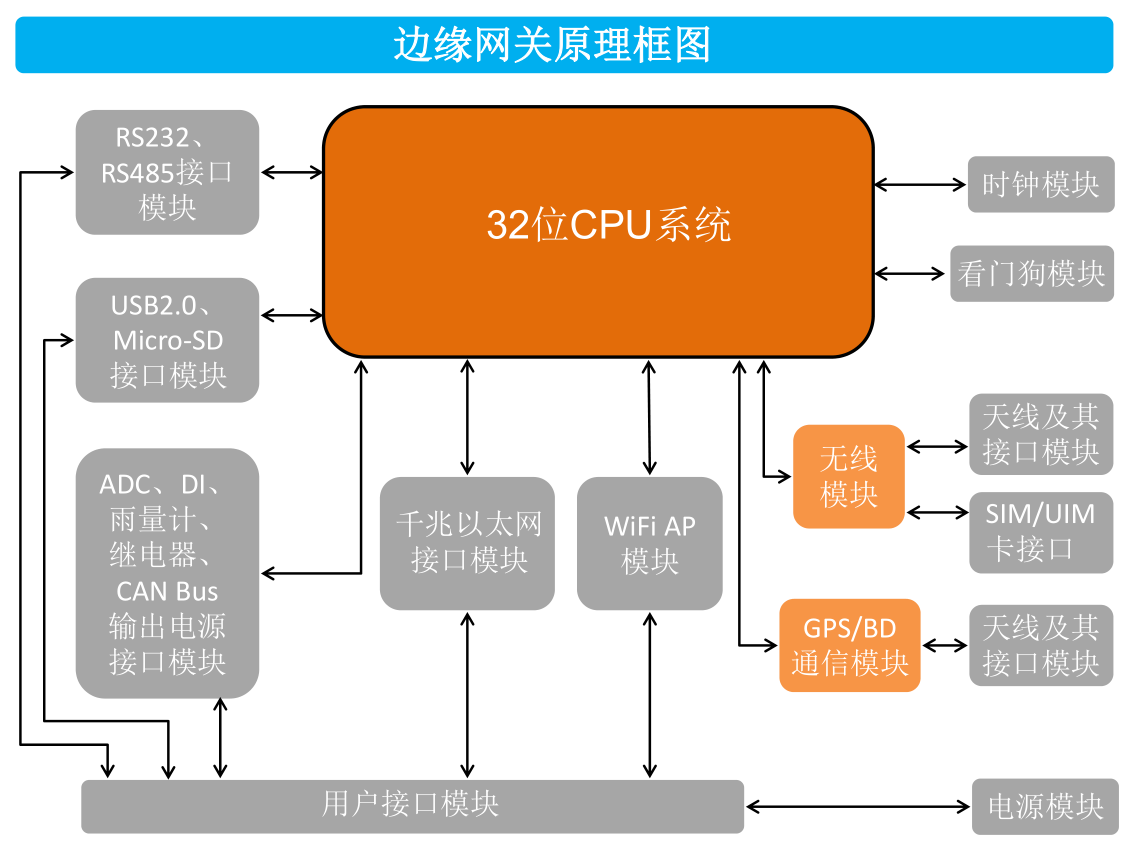 边缘网关原理框图
RS232、
RS485接口
模块
32位CPU系统
时钟模块
看门狗模块
USB2.0、
Micro-SD
接口模块
ADC、DI、
雨量计、
继电器、
CAN Bus
输出电源
接口模块
千兆以太网
接口模块
WiFi AP
模块
无线
模块
天线及其
接口模块
SIM/UIM
卡接口
GPS/BD
通信模块
天线及其
接口模块
用户接口模块
电源模块